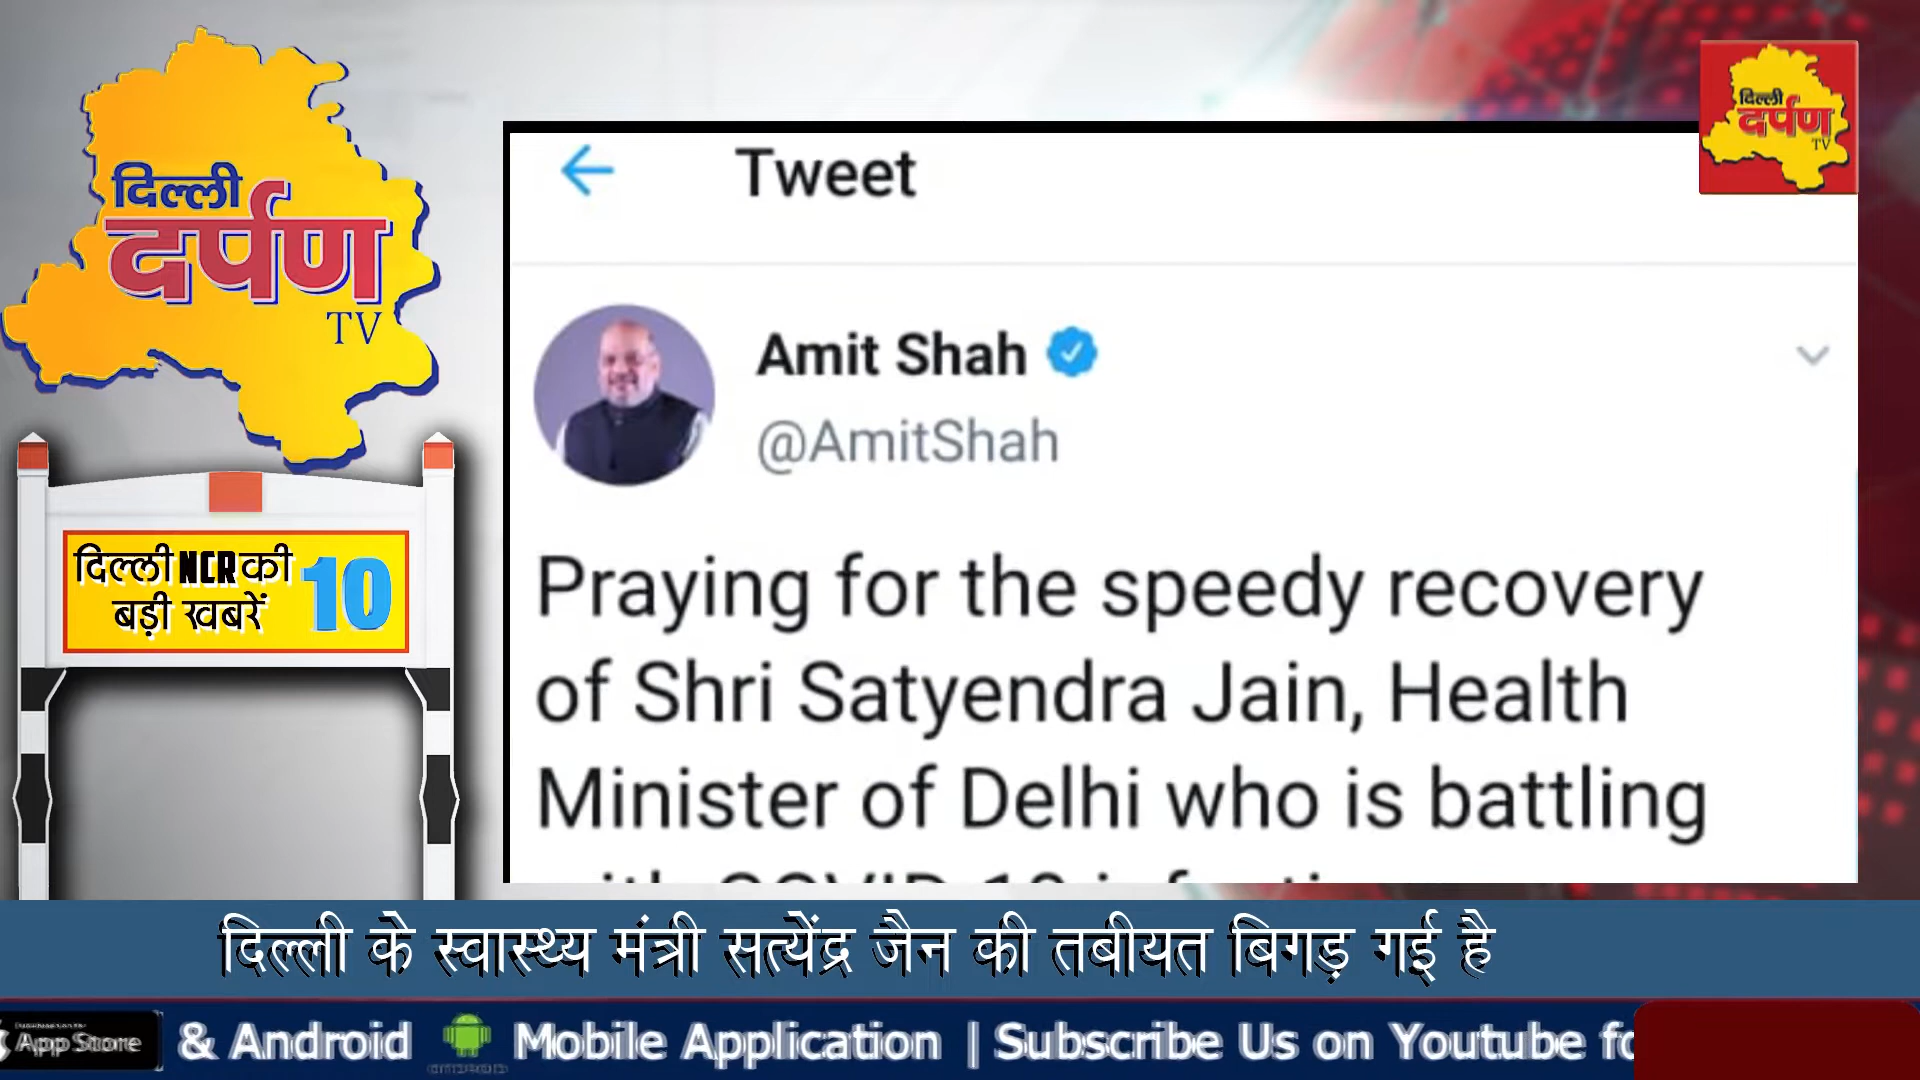 दिल्ली
दर्पण
TV
दिल्ली NCR की
बड़ी खबरें 10
Tweet
Amit Shah
@AmitShah
Praying for the speedy recovery
of Shri Satyendra Jain, Health
Minister of Delhi who is battling
दिल्ली
दर्पण
TV
दिल्ली के स्वास्थ्य मंत्री सत्येंद्र जैन की तबीयत बिगड़ गई है
App Store & Android ANDROID Mobile Application | Subscribe Us on Youtube